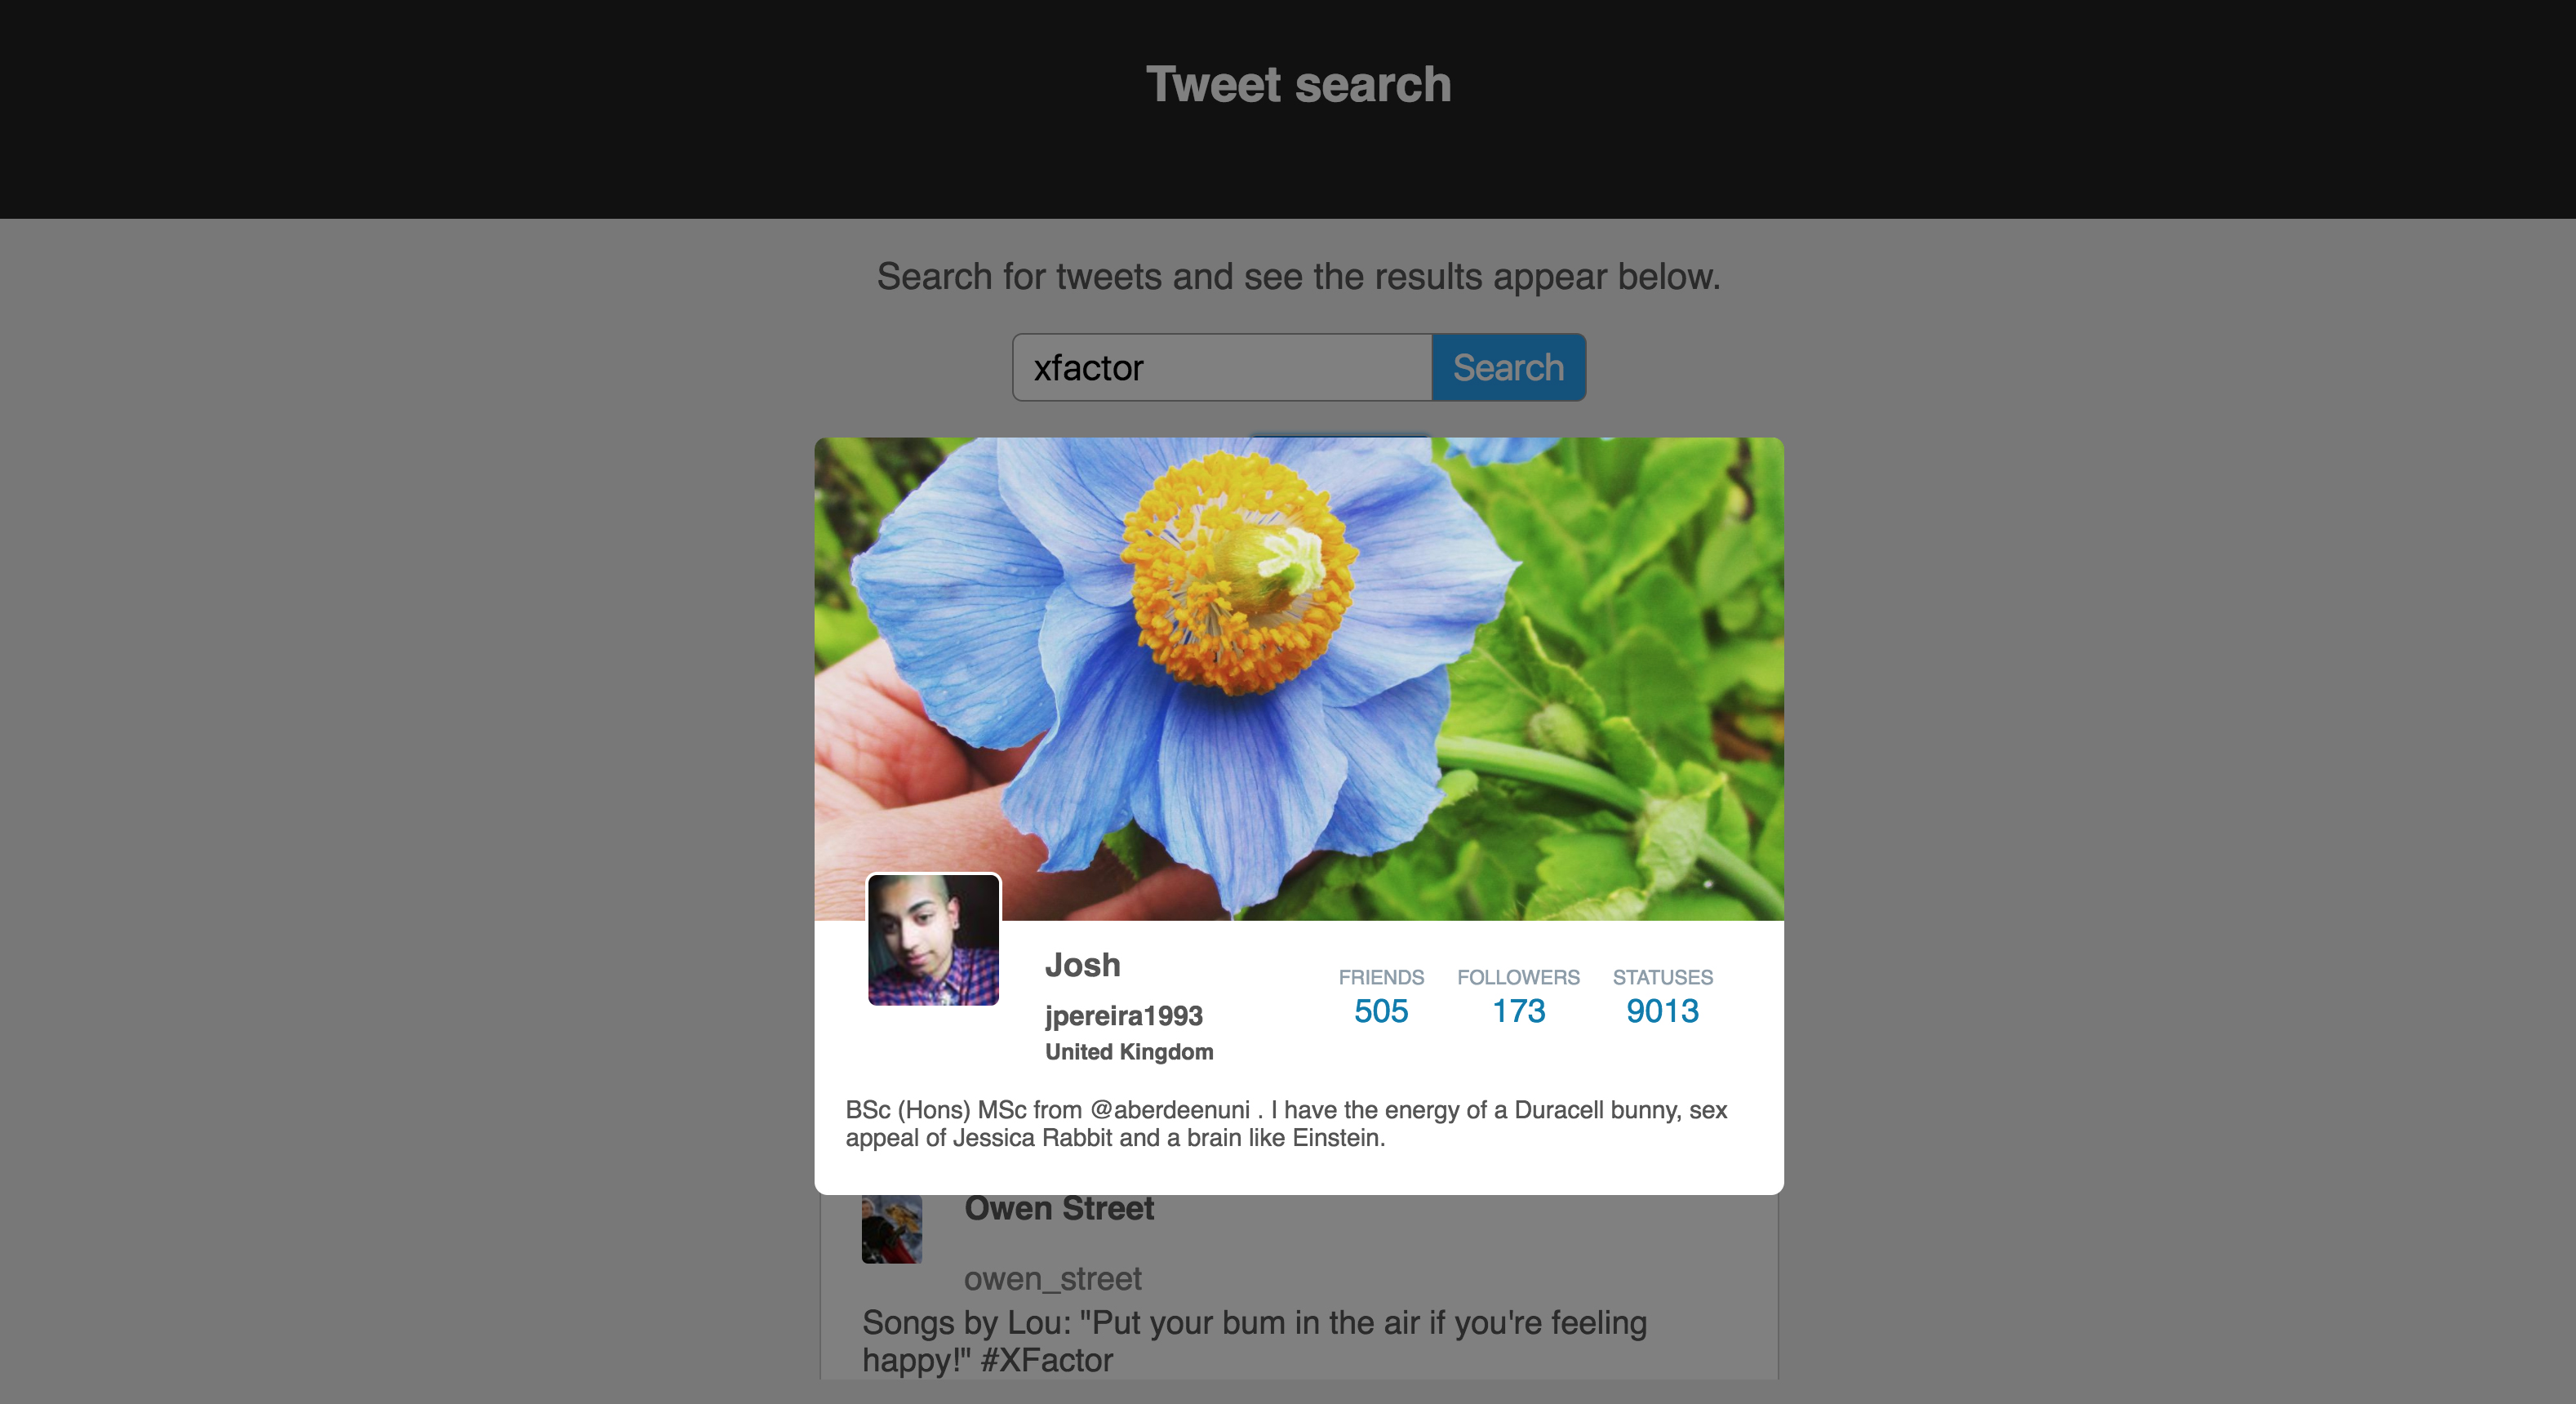 Tweet search
Search for tweets and see the results appear below.
xfactor
Search
Josh
jpereira1993
United Kingdom
FRIENDS FOLLOWERS STATUSES
505 173 9013
BSc (Hons) MSc from @aberdeenuni . I have the energy of a Duracell bunny, sex
appeal of Jessica Rabbit and a brain like Einstein.
Owen Street
owen_street
Songs by Lou: "Put your bum in the air if you're feeling
happy!" #XFactor